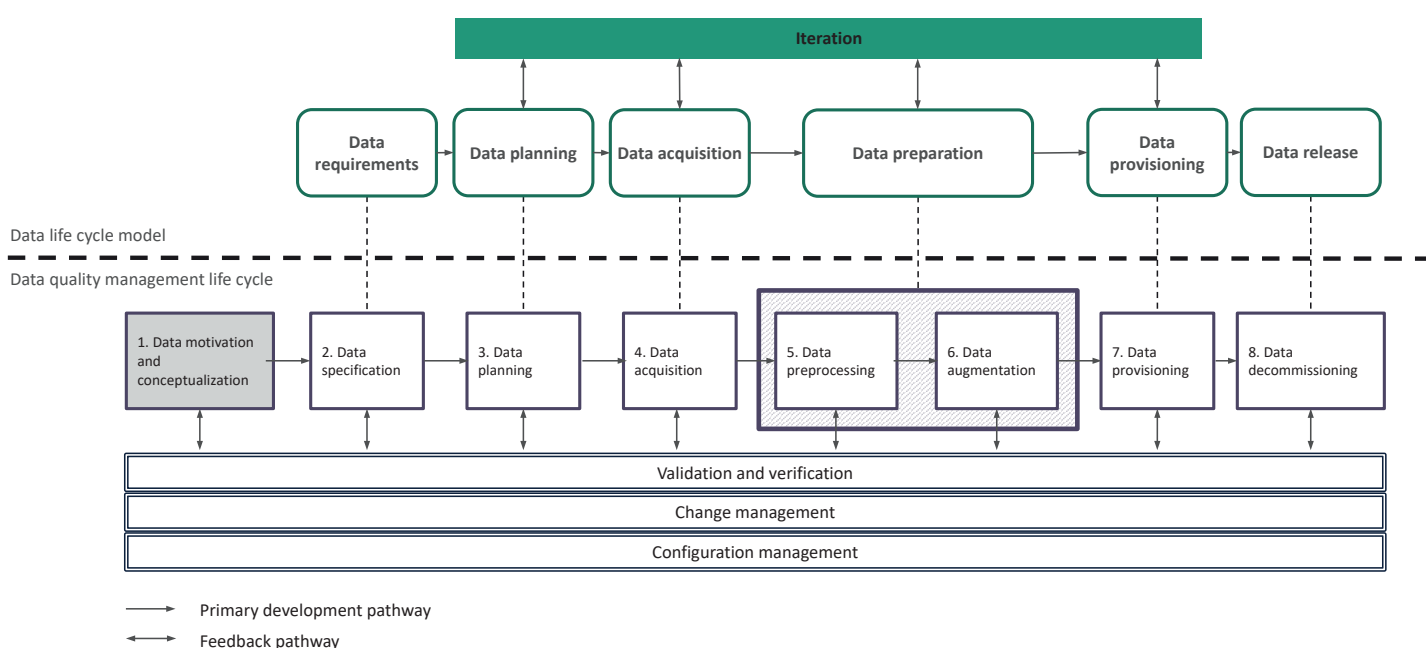 Iteration
Data
requirements
Data planning
Data acquisition
Data preparation
Data
provisioning
Data release
Data life cycle model
Data quality management life cycle
1. Data motivation
and
conceptualization
2. Data
specification
3. Data
planning
4. Data
acquisition
5. Data
preprocessing
6. Data
augmentation
7. Data
provisioning
8. Data
decommissioning
Validation and verification
Change management
Configuration management
Primary development pathway
Feedback pathway